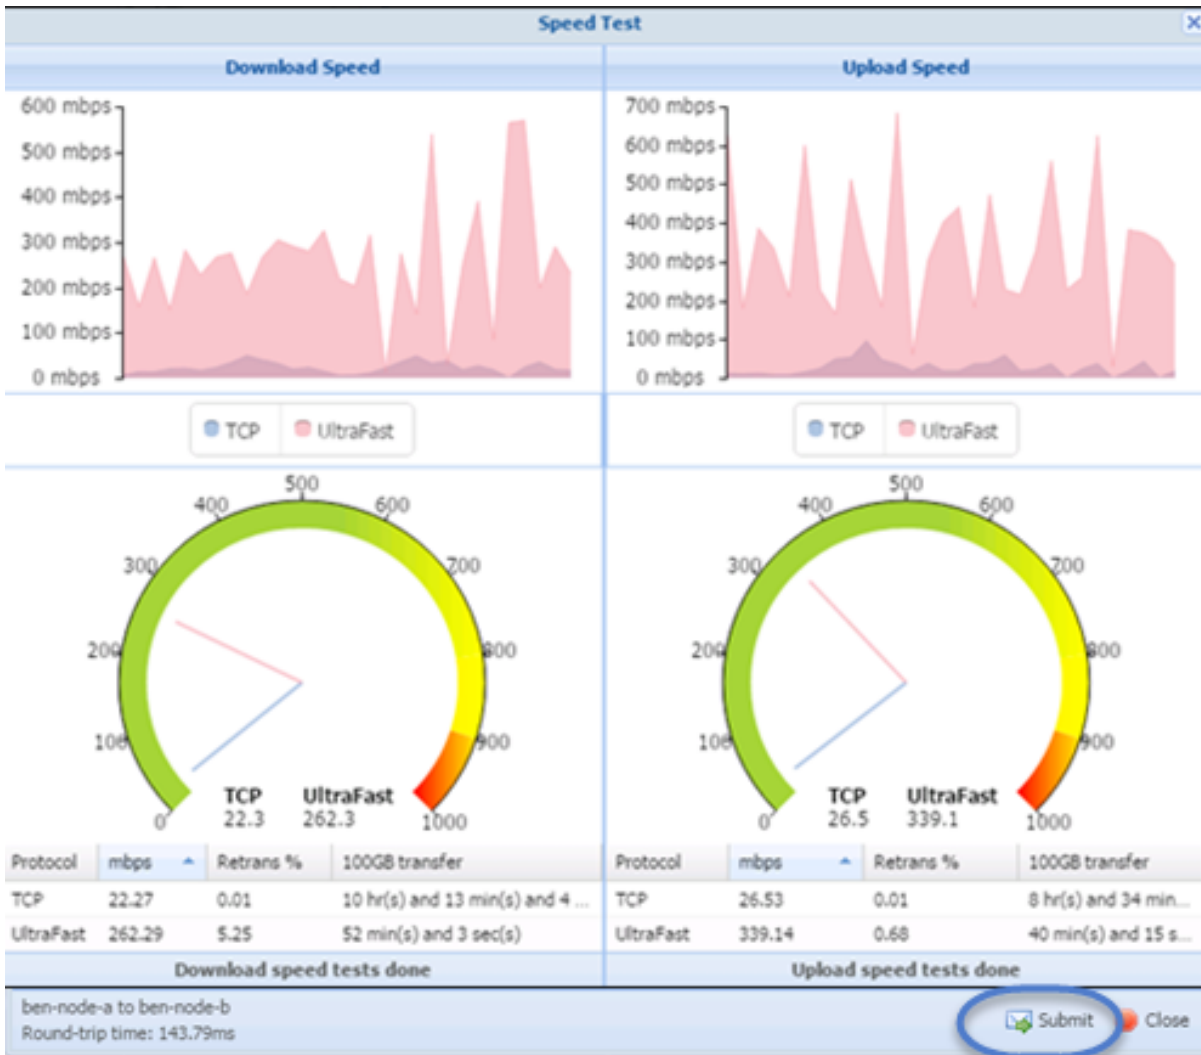 Speed Test
Download Speed
600 mbps
500 mbps
400 mbps
300 mbps
200 mbps
100 mbps
0 mbps
TCP UltraFast
500
400 600
300 700
200 800
100 900
TCP UltraFast
22.3 262.3
0 1000
Protocol mbps Retrans % 100GB transfer
TCP 22.27 0.01 10 hr(s) and 13 min(s) and 4 ...
UltraFast 262.29 5.25 52 min(s) and 3 sec(s)
Download speed tests done
Upload Speed
700 mbps
600 mbps
500 mbps
400 mbps
300 mbps
200 mbps
100 mbps
0 mbps
TCP UltraFast
500
400 600
300 700
200 800
100 900
TCP UltraFast
26.5 339.1
0 1000
Protocol mbps Retrans % 100GB transfer
TCP 26.53 0.01 8 hr(s) and 34 min...
UltraFast 339.14 0.68 40 min(s) and 15 s...
Upload speed tests done
ben-node-a to ben-node-b
Round-trip time: 143.79ms
Submit Close